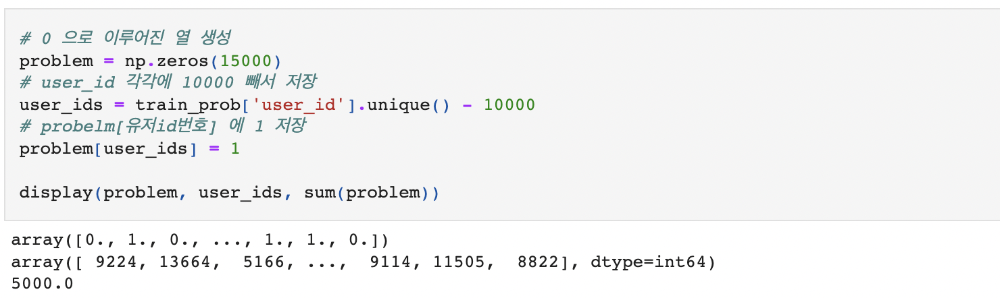 # 0 으로 이루어진 열 생성
problem = np.zeros(15000)
# user_id 각각에 10000 빼서 저장
user_ids = train_prob['user_id'].unique() - 10000
# probelm[유저id번호] 에 1 저장
problem[user_ids] = 1
display(problem, user_ids, sum(problem))
array([0., 1., 0., ..., 1., 1., 0.])
array([ 9224, 13664,  5166, ...,  9114, 11505,  8822], dtype=int64)
5000.0